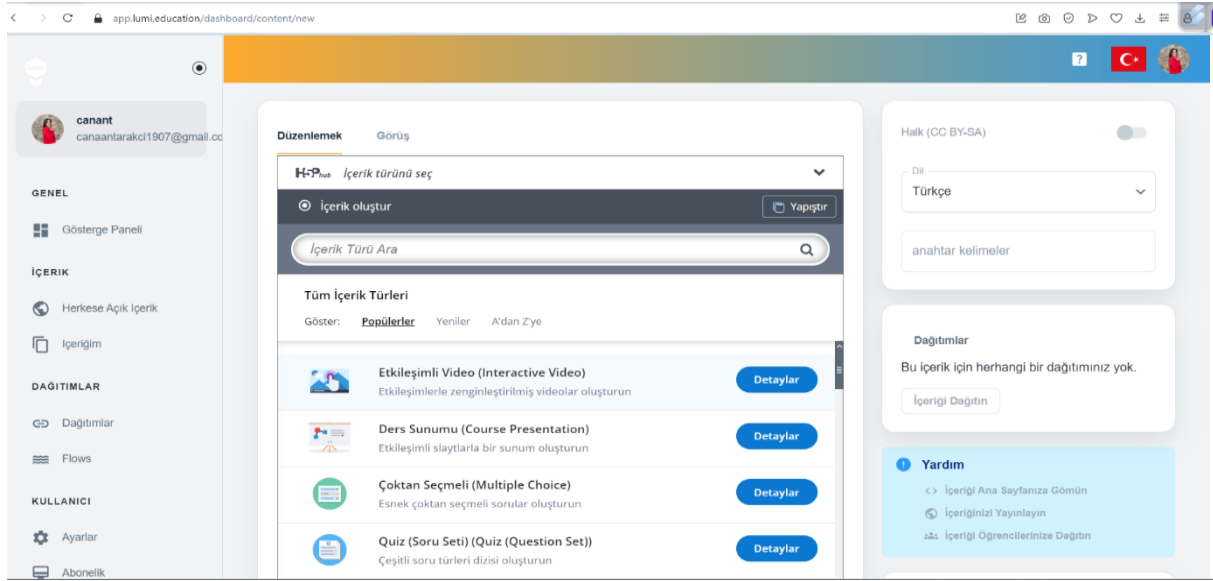 app.lumi.education/dashboard/content/new
canant
canaantarakci1907@gmail.cc
GENEL
Gösterge Paneli
İÇERIK
Herkese Açık İçerik
İçeriğim
DAĞITIMLAR
Dağıtımlar
Flows
KULLANICI
Ayarlar
Abonelik
Düzenlemek
Görüş
H5Phub İçerik türünü seç
İçerik oluştur
Yapıştır
İçerik Türü Ara
Tüm İçerik Türleri
Göster: Popülerler Yeniler A'dan Z'ye
Etkileşimli Video (Interactive Video)
Etkileşimlerle zenginleştirilmiş videolar oluşturun
Detaylar
Ders Sunumu (Course Presentation)
Etkileşimli slaytlarla bir sunum oluşturun
Detaylar
Çoktan Seçmeli (Multiple Choice)
Esnek çoktan seçmeli sorular oluşturun
Detaylar
Quiz (Soru Seti) (Quiz (Question Set))
Çeşitli soru türleri dizisi oluşturun
Detaylar
Halk (CC BY-SA)
Dil
Türkçe
anahtar kelimeler
Dağıtımlar
Bu içerik için herhangi bir dağıtımınız yok.
İçeriği Dağıtın
Yardım
İçeriği Ana Sayfanıza Gömün
İçeriğinizi Yayınlayın
İçeriği Öğrencilerinize Dağıtın